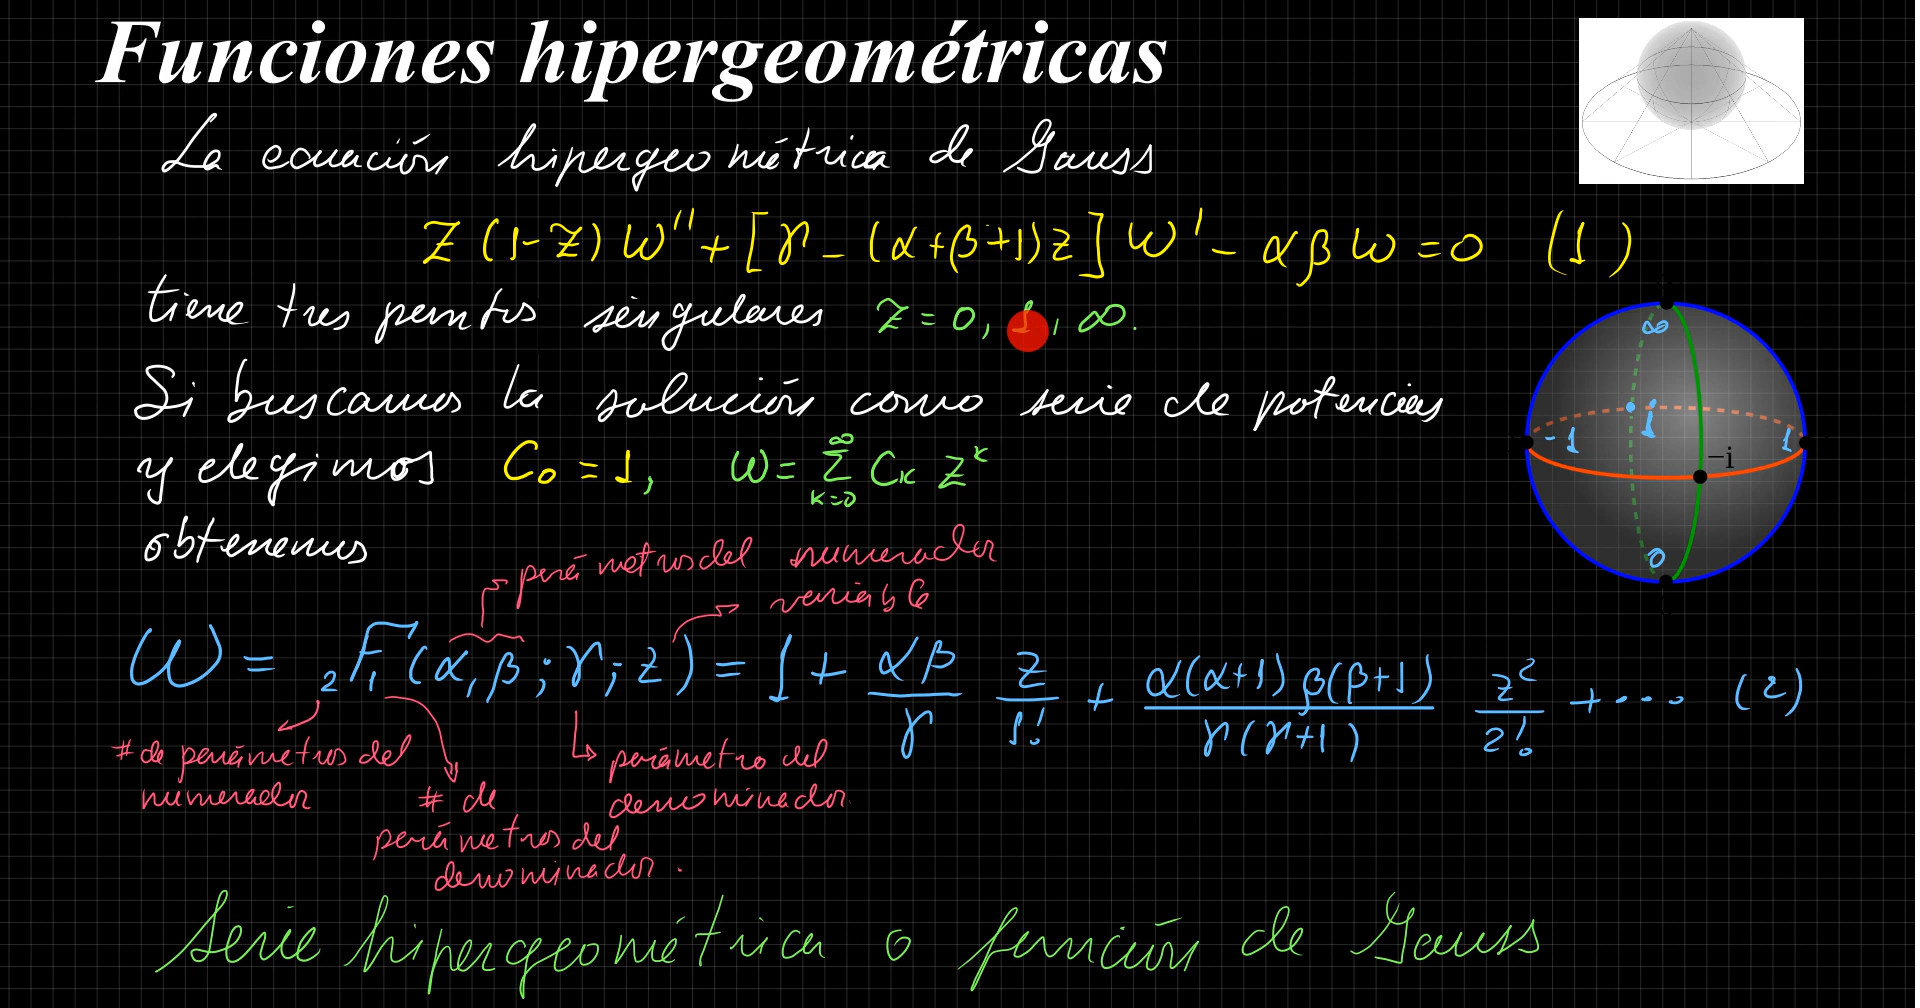 Funciones hipergeométricas
La ecuación hipergeométrica de Gauss
z(1-z)w''+[γ-(α+β+1)z]w'-αβw=0 (1)
tiene tres puntos singulares z=0, 1, ∞.
Si buscamos la solución como serie de potencias
y elegimos C₀=1, w=∑_{k=0}^{∞} Cₖ z^k
obtenemos
parámetros del numerador
variable
w = ₂F₁(α,β;γ;z) = 1 + αβ/γ z/1! + α(α+1)β(β+1)/γ(γ+1) z²/2! + ... (2)
# de parámetros del
numerador
parámetro del
denominador
# de
parámetros del
denominador.
Serie hipergeométrica o función de Gauss
∞
-1
1
1
-i
0